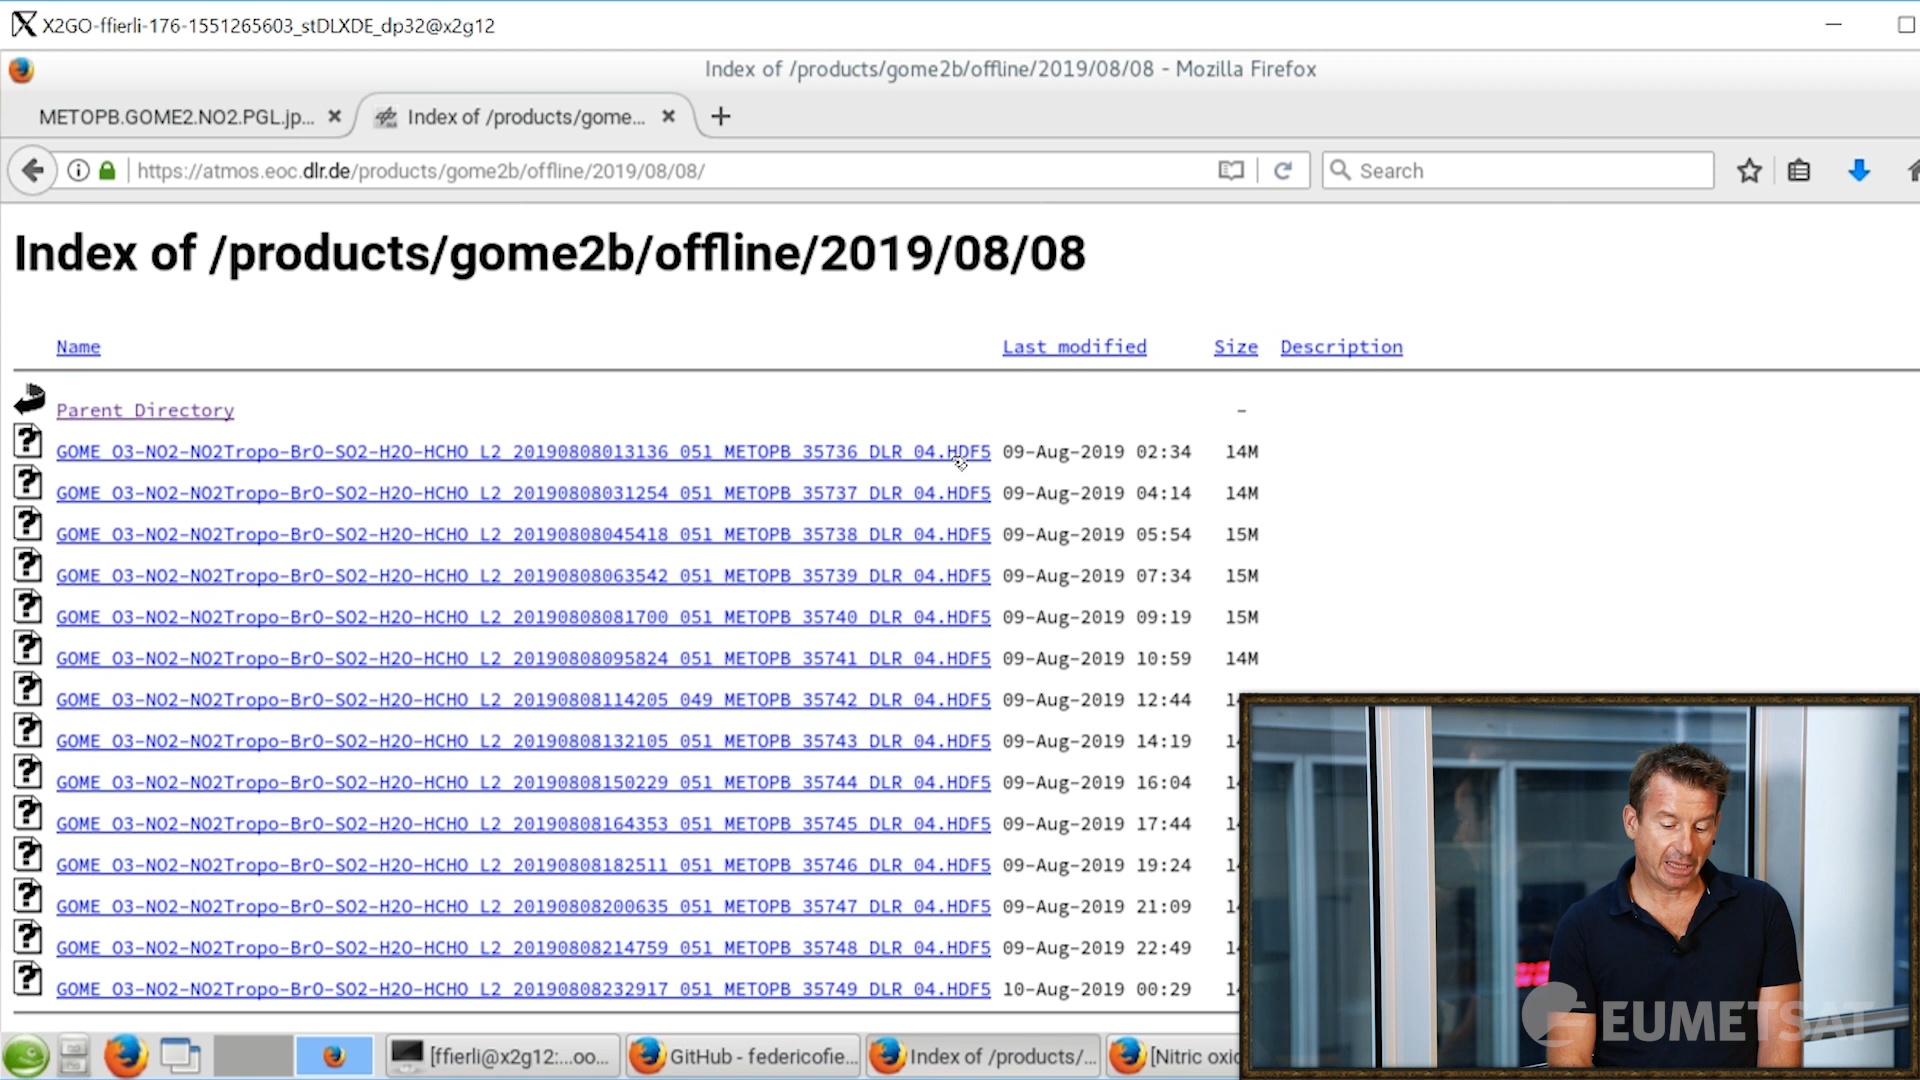 X2GO-ffierli-176-1551265603_stDLXDE_dp32@x2g12
Index of /products/gome2b/offline/2019/08/08 - Mozilla Firefox
METOPB.GOME2.NO2.PGL.jp... Index of /products/gome...
https://atmos.eoc.dlr.de/products/gome2b/offline/2019/08/08/ Search
Index of /products/gome2b/offline/2019/08/08
Name Last modified Size Description
Parent Directory -
GOME_O3-NO2-NO2Tropo-BrO-SO2-H2O-HCHO_L2_20190808013136_051_METOPB_35736_DLR_04.HDF5 09-Aug-2019 02:34 14M
GOME_O3-NO2-NO2Tropo-BrO-SO2-H2O-HCHO_L2_20190808031254_051_METOPB_35737_DLR_04.HDF5 09-Aug-2019 04:14 14M
GOME_O3-NO2-NO2Tropo-BrO-SO2-H2O-HCHO_L2_20190808045418_051_METOPB_35738_DLR_04.HDF5 09-Aug-2019 05:54 15M
GOME_O3-NO2-NO2Tropo-BrO-SO2-H2O-HCHO_L2_20190808063542_051_METOPB_35739_DLR_04.HDF5 09-Aug-2019 07:34 15M
GOME_O3-NO2-NO2Tropo-BrO-SO2-H2O-HCHO_L2_20190808081700_051_METOPB_35740_DLR_04.HDF5 09-Aug-2019 09:19 15M
GOME_O3-NO2-NO2Tropo-BrO-SO2-H2O-HCHO_L2_20190808095824_051_METOPB_35741_DLR_04.HDF5 09-Aug-2019 10:59 14M
GOME_O3-NO2-NO2Tropo-BrO-SO2-H2O-HCHO_L2_20190808114205_049_METOPB_35742_DLR_04.HDF5 09-Aug-2019 12:44
GOME_O3-NO2-NO2Tropo-BrO-SO2-H2O-HCHO_L2_20190808132105_051_METOPB_35743_DLR_04.HDF5 09-Aug-2019 14:19
GOME_O3-NO2-NO2Tropo-BrO-SO2-H2O-HCHO_L2_20190808150229_051_METOPB_35744_DLR_04.HDF5 09-Aug-2019 16:04
GOME_O3-NO2-NO2Tropo-BrO-SO2-H2O-HCHO_L2_20190808164353_051_METOPB_35745_DLR_04.HDF5 09-Aug-2019 17:44
GOME_O3-NO2-NO2Tropo-BrO-SO2-H2O-HCHO_L2_20190808182511_051_METOPB_35746_DLR_04.HDF5 09-Aug-2019 19:24
GOME_O3-NO2-NO2Tropo-BrO-SO2-H2O-HCHO_L2_20190808200635_051_METOPB_35747_DLR_04.HDF5 09-Aug-2019 21:09
GOME_O3-NO2-NO2Tropo-BrO-SO2-H2O-HCHO_L2_20190808214759_051_METOPB_35748_DLR_04.HDF5 09-Aug-2019 22:49
GOME_O3-NO2-NO2Tropo-BrO-SO2-H2O-HCHO_L2_20190808232917_051_METOPB_35749_DLR_04.HDF5 10-Aug-2019 00:29
EUMETSAT
[ffierli@x2g12:...oo... GitHub - federicofie... Index of /products/... [Nitric oxi